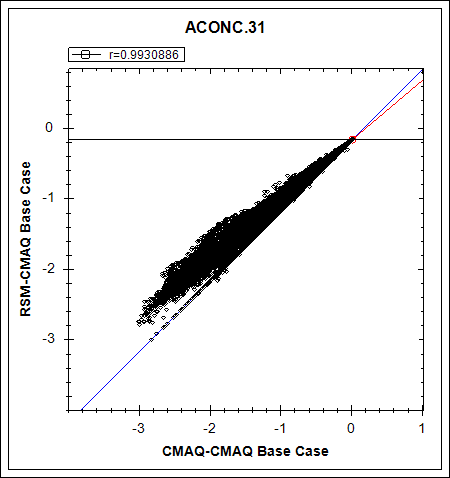 ACONC.31
r=0.9930886
0
-1
-2
-3
RSM-CMAQ Base Case
-3 -2 -1 0 1
CMAQ-CMAQ Base Case